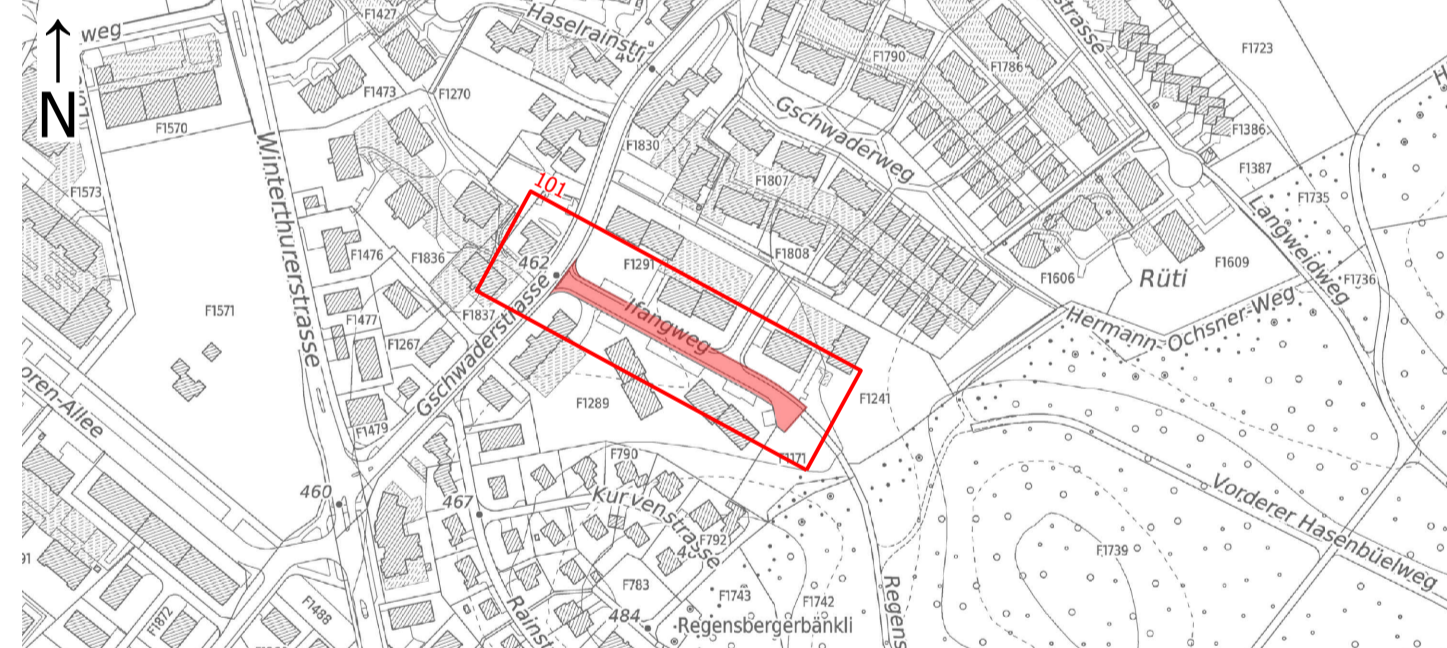 N
weg
F1427
Haselrainstr
strasse
F1723
F1790
F1786
F1473
F1270
F1570
Gschwaderweg
F1386
F1830
F1387
F1573
Winterthurerstrasse
F1807
F1735
101
Langweidweg
F1476
F1836
462
F1291
F1808
F1606
Rüti
F1609
F1736
F1571
F1477
F1837
Ifangweg
Hermann-Ochsner-Weg
F1267
Gschwaderstrasse
F1289
F1241
oren-Allee
F1479
F790
F1171
460
467
Kurvenstrasse
Vorderer Hasenbüelweg
F792
F1739
91
F783
F1743
F1742
F1872
F1486
Rainst
484
Regensbergerbänkli
Regens